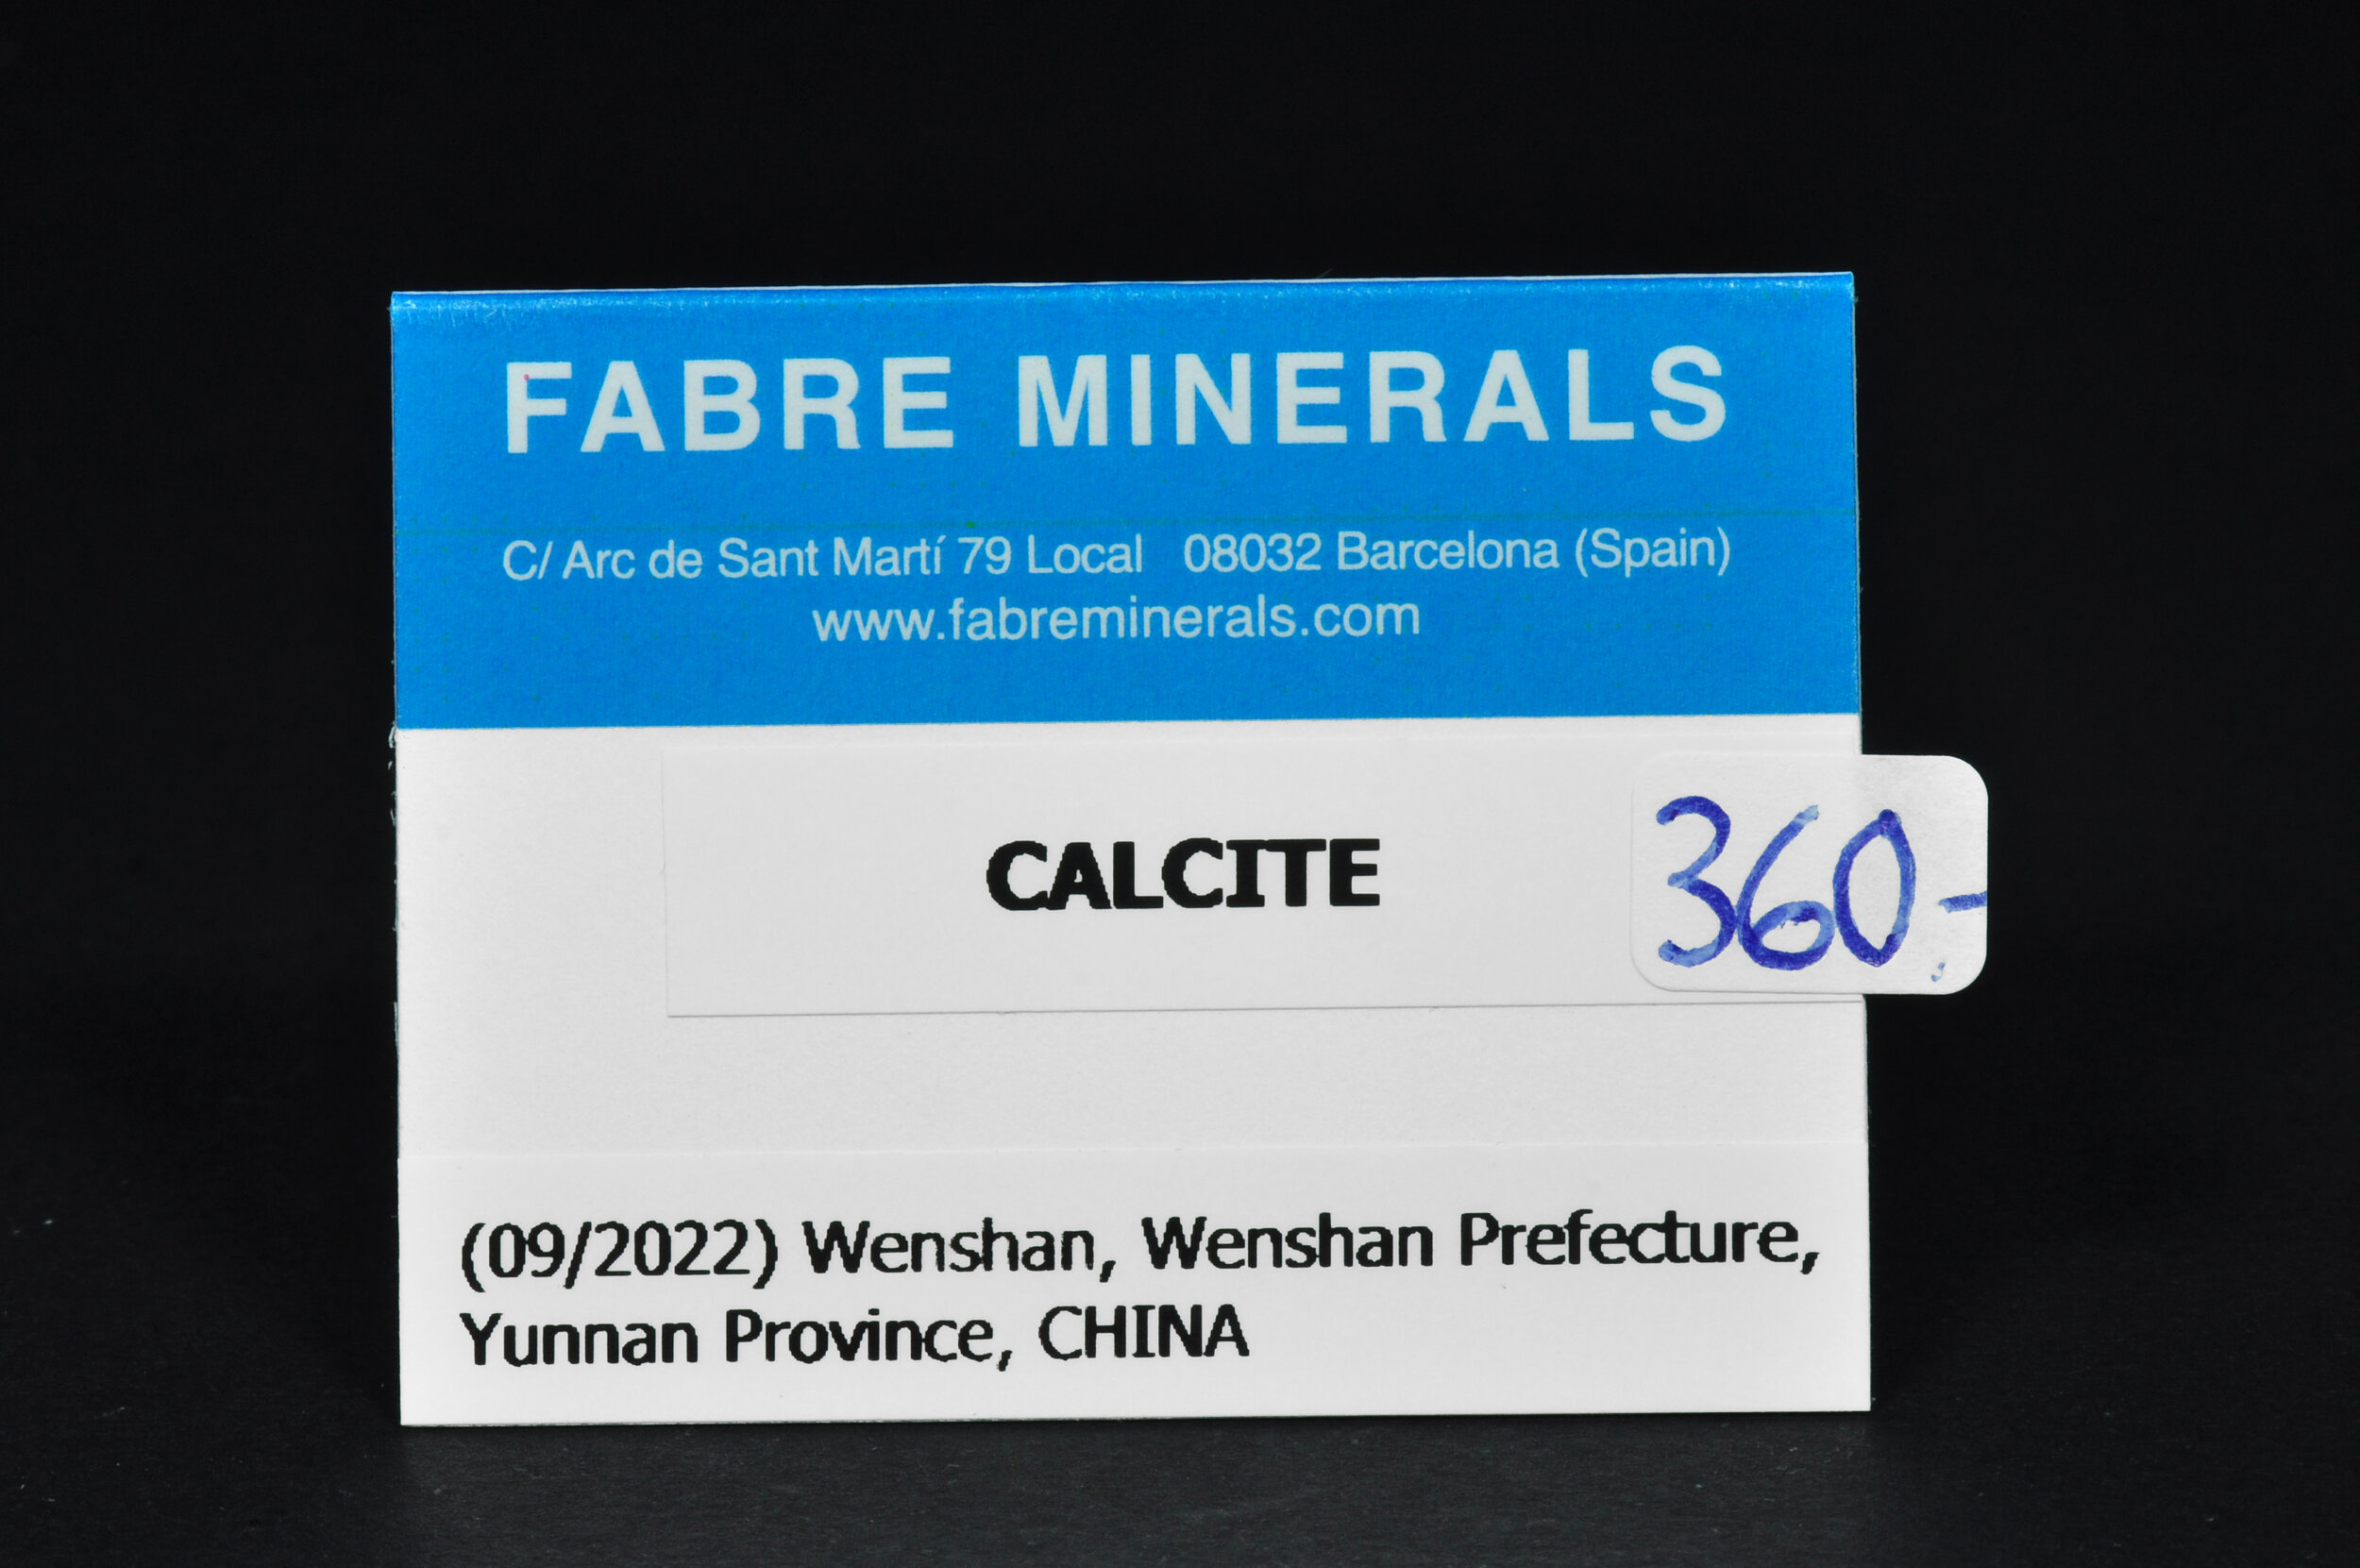 FABRE MINERALS
C/ Arc de Sant Martí 79 Local 08032 Barcelona (Spain)
www.fabreminerals.com
CALCITE
360,-
(09/2022) Wenshan, Wenshan Prefecture,
Yunnan Province, CHINA